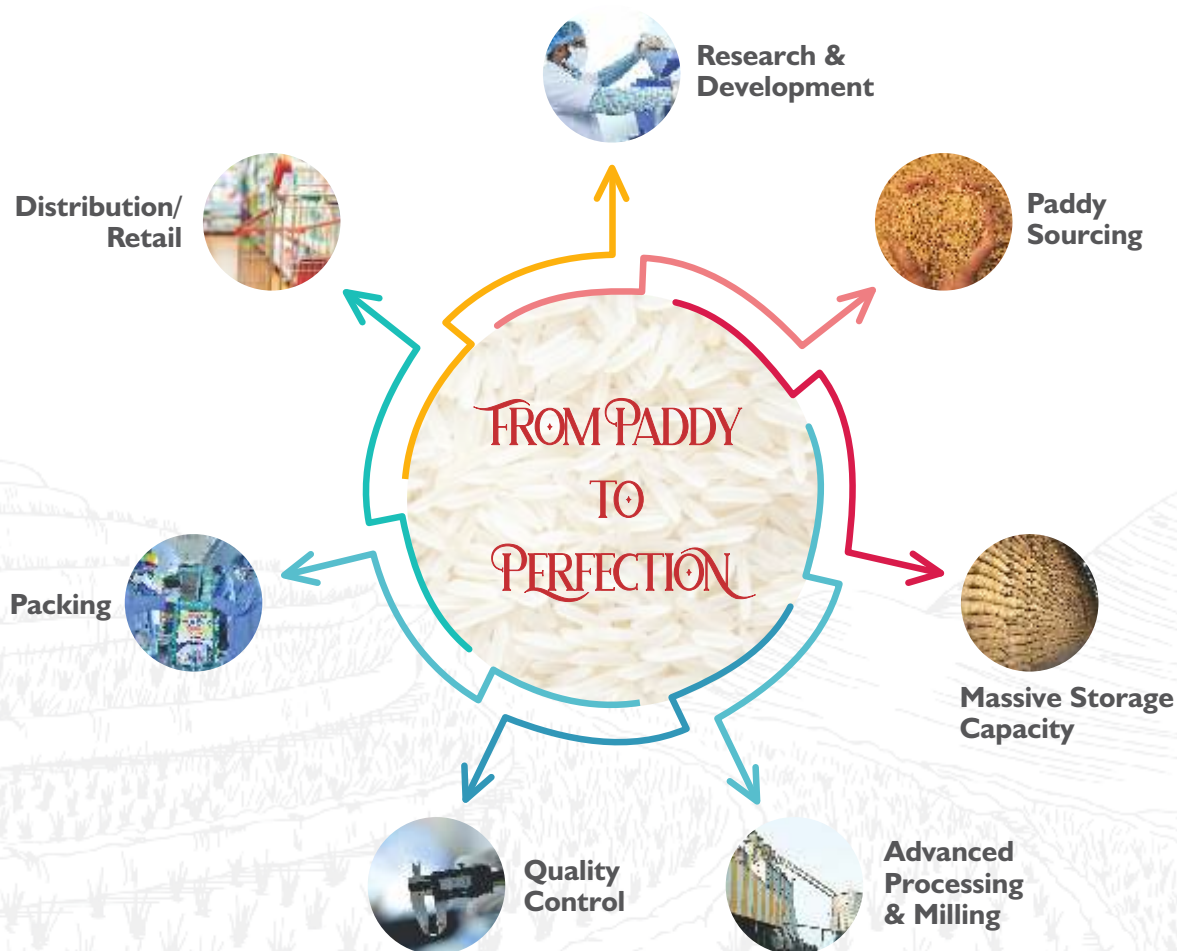 Research &
Development
Paddy
Sourcing
Massive Storage
Capacity
Advanced
Processing
& Milling
Quality
Control
Packing
Distribution/
Retail
FROM PADDY
TO
PERFECTION